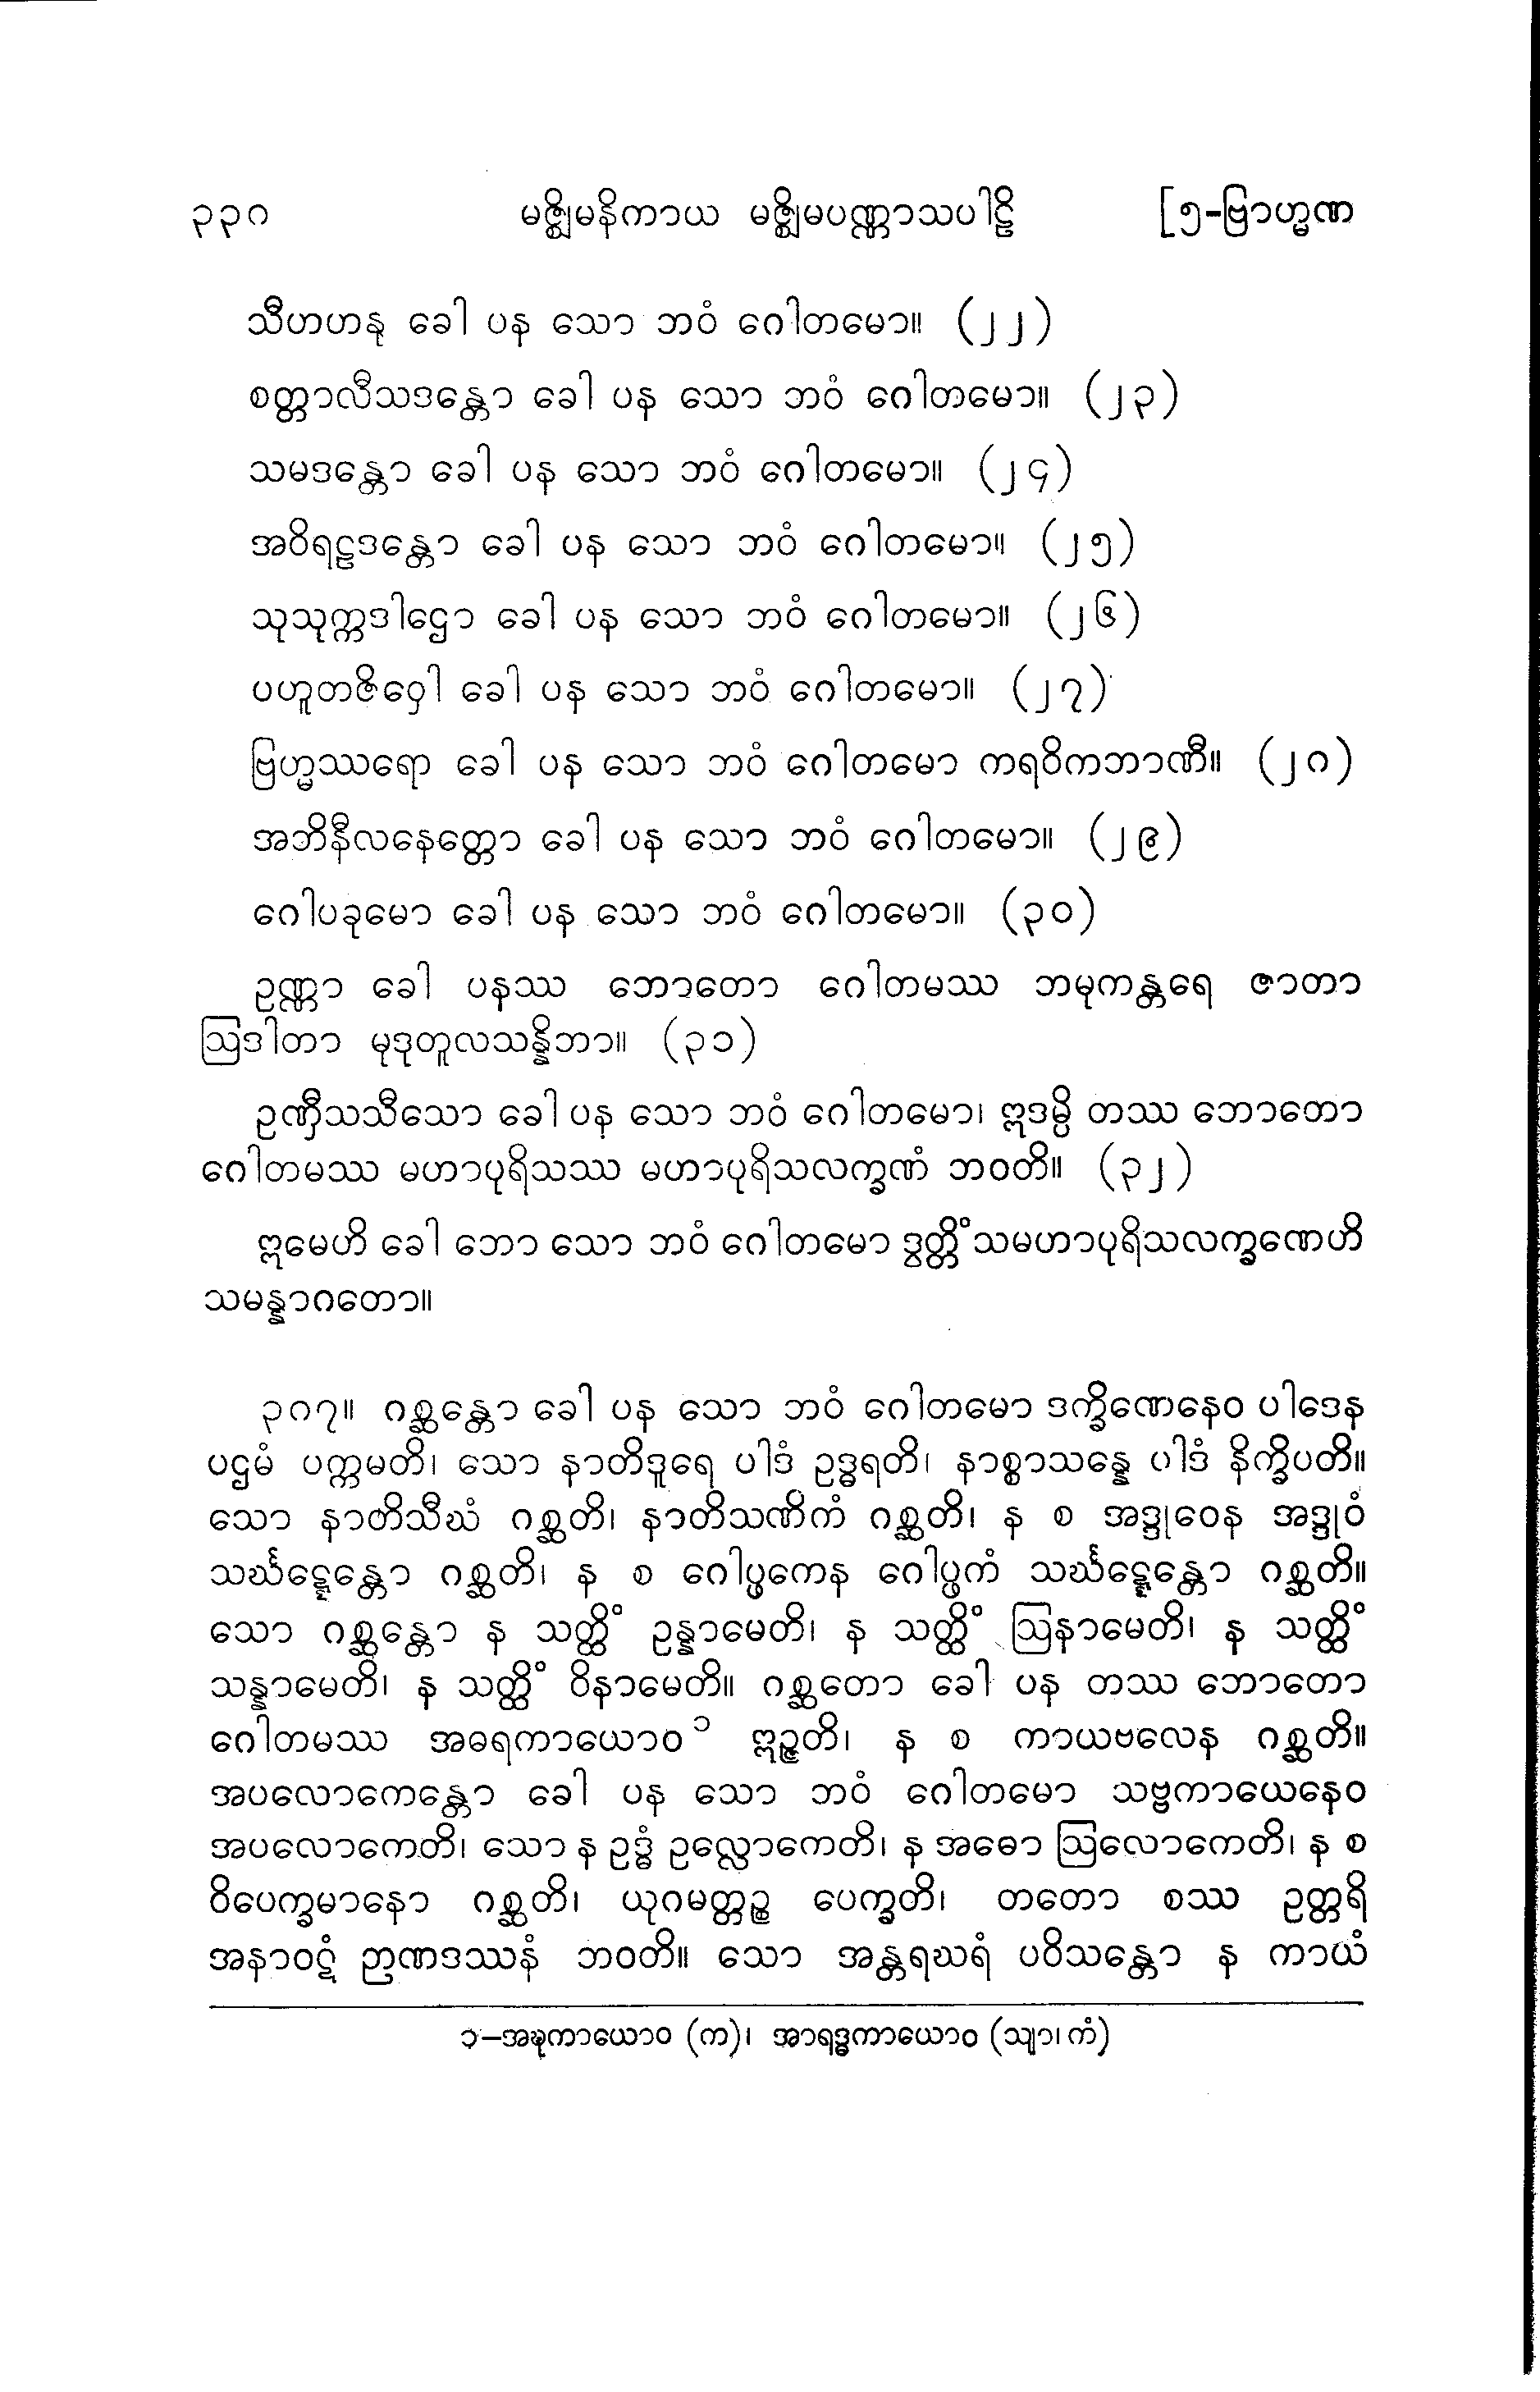 ၃၃၈ မဇ္ဈိမနိကာယ မဇ္ဈိမပဏ္ဏာသပါဠိ [၅-ဗြာဟ္မဏ
သီဟဟနု ခေါ ပန သော ဘဝံ ဂေါတမော။ (၂၂)
စတ္တာလီသဒန္တော ခေါ ပန သော ဘဝံ ဂေါတမော။ (၂၃)
သမဒန္တော ခေါ ပန သော ဘဝံ ဂေါတမော။ (၂၄)
အဝိရဠဒန္တော ခေါ ပန သော ဘဝံ ဂေါတမော။ (၂၅)
သုသုက္ကဒါဌော ခေါ ပန သော ဘဝံ ဂေါတမော။ (၂၆)
ပဟူတဇိဝှေါ ခေါ ပန သော ဘဝံ ဂေါတမော။ (၂၇)
ဗြဟ္မဿရော ခေါ ပန သော ဘဝံ ဂေါတမော ကရဝိကဘာဏီ။ (၂၈)
အဘိနီလနေတ္တော ခေါ ပန သော ဘဝံ ဂေါတမော။ (၂၉)
ဂေါပခုမော ခေါ ပန သော ဘဝံ ဂေါတမော။ (၃၀)
ဥဏ္ဏာ ခေါ ပနဿ ဘောတော ဂေါတမဿ ဘမုကန္တရေ ဇာတာ
ဩဒါတာ မုဒုတူလသန္နိဘာ။ (၃၁)
ဥဏှီသသီသော ခေါ ပန သော ဘဝံ ဂေါတမော၊ ဣဒမ္ပိ တဿ ဘောတော
ဂေါတမဿ မဟာပုရိသဿ မဟာပုရိသလက္ခဏံ ဘဝတိ။ (၃၂)
ဣမေဟိ ခေါ ဘော သော ဘဝံ ဂေါတမော ဒွတ္တိံသမဟာပုရိသလက္ခဏေဟိ
သမန္နာဂတော။
၃၈၇။ ဂစ္ဆန္တော ခေါ ပန သော ဘဝံ ဂေါတမော ဒက္ခိဏေနေဝ ပါဒေန
ပဌမံ ပက္ကမတိ၊ သော နာတိဒူရေ ပါဒံ ဥဒ္ဓရတိ၊ နာစ္စာသန္နေ ပါဒံ နိက္ခိပတိ။
သော နာတိသီဃံ ဂစ္ဆတိ၊ နာတိသဏိကံ ဂစ္ဆတိ၊ န စ အဒ္ဒုဝေန အဒ္ဒုဝံ
သင်္ဃဋ္ဋေန္တော ဂစ္ဆတိ၊ န စ ဂေါပ္ဖကေန ဂေါပ္ဖကံ သင်္ဃဋ္ဋေန္တော ဂစ္ဆတိ။
သော ဂစ္ဆန္တော န သတ္ထိံ ဥန္နာမေတိ၊ န သတ္ထိံ ဩနာမေတိ၊ န သတ္ထိံ
သန္နာမေတိ၊ န သတ္ထိံ ဝိနာမေတိ။ ဂစ္ဆတော ခေါ ပန တဿ ဘောတော
ဂေါတမဿ အဓရကာယောဝ ၁ ဣဉ္ဇတိ၊ န စ ကာယဗလေန ဂစ္ဆတိ။
အပလောကေန္တော ခေါ ပန သော ဘဝံ ဂေါတမော သဗ္ဗကာယေနေဝ
အပလောကေတိ၊ သော န ဥဒ္ဓံ ဥလ္လောကေတိ၊ န အဓော ဩလောကေတိ၊ န စ
ဝိပေက္ခမာနော ဂစ္ဆတိ၊ ယုဂမတ္တဉ္စ ပေက္ခတိ၊ တတော စဿ ဥတ္တရိ
အနာဝဋံ ဉာဏဒဿနံ ဘဝတိ။ သော အန္တရဃရံ ပဝိသန္တော န ကာယံ
၁-အဍ္ဎကာယောဝ (က)၊ အာရဒ္ဓကာယောဝ (သျာ၊ ကံ)